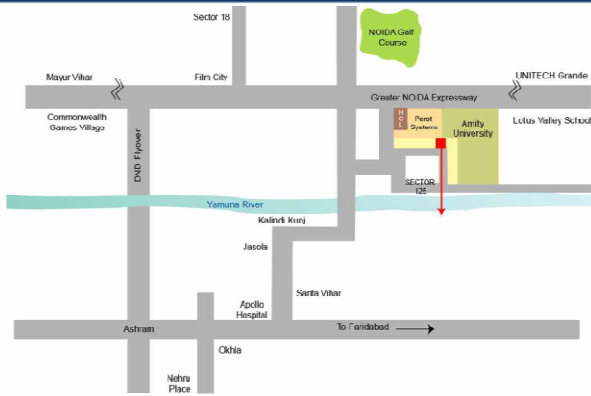 Sector 18
NOIDA Golf
Course
Mayur Vihar
Film City
UNITECH Grande
Greater NOIDA Expressway
Commonwealth
Games Village
HCL
Perot
Systems
Amity
University
Lotus Valley School
DND Flyover
SECTOR
125
Yamuna River
Kalindi Kunj
Jasola
Sarita Vihar
Apollo
Hospital
Ashram
To Faridabad
Okhla
Nehru
Place